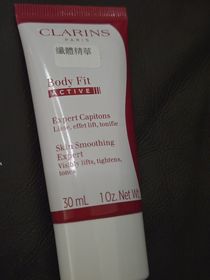 CLARINS
PARIS
纖體精華
Body Fit
ACTIVE
Expert Capitons
Lisse, effet lift, tonifie
Skin Smoothing
Expert
Visibly lifts, tightens,
tones
30 mL 1 Oz. Net Wt.